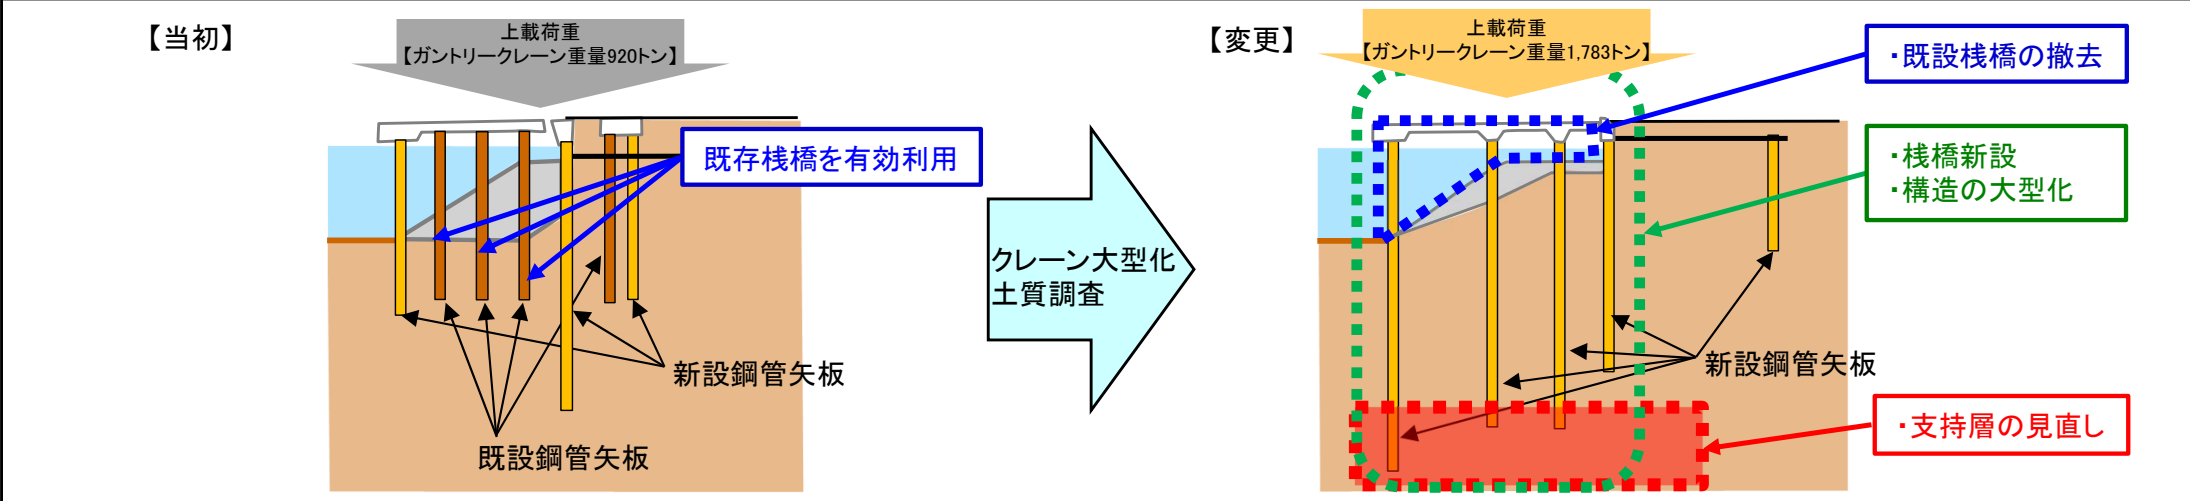 【当初】
上載荷重
【ガントリークレーン重量920トン】
既存桟橋を有効利用
新設鋼管矢板
既設鋼管矢板
クレーン大型化
土質調査
【変更】
上載荷重
【ガントリークレーン重量1,783トン】
・既設桟橋の撤去
・桟橋新設
・構造の大型化
新設鋼管矢板
・支持層の見直し